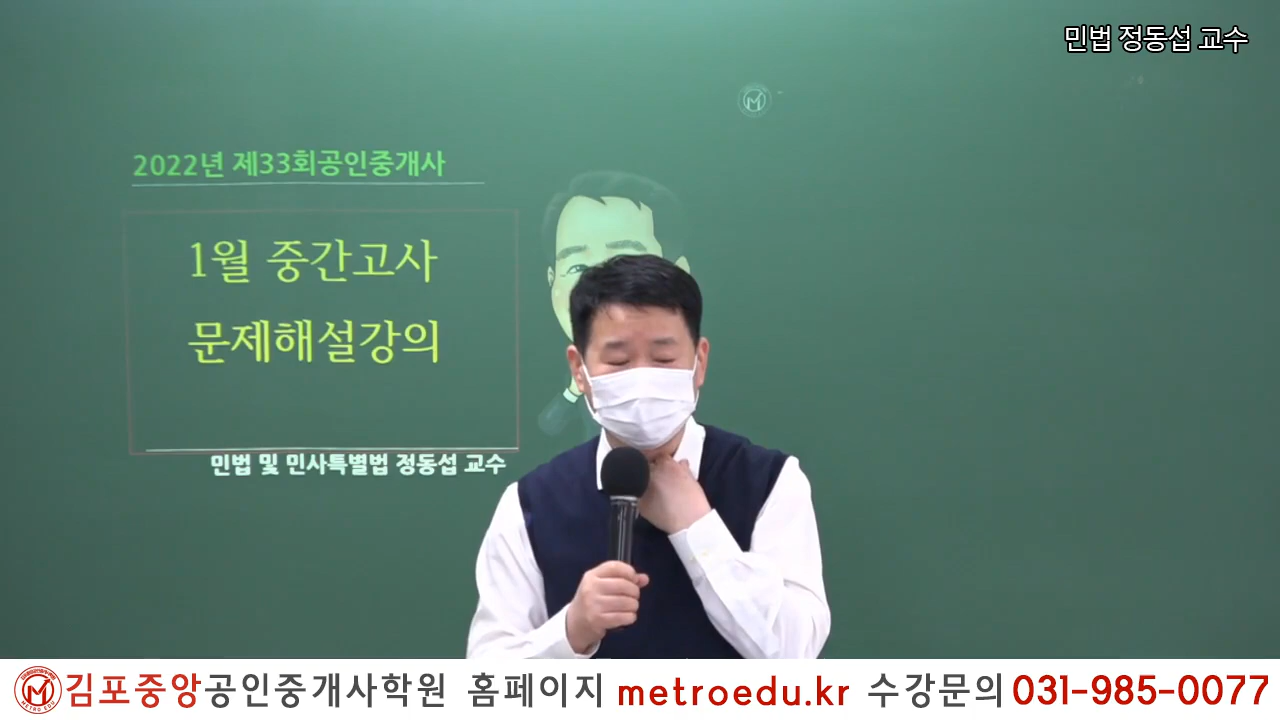 민법 정동섭 교수
2022년 제33회공인중개사
1월 중간고사
문제해설강의
민법 및 민사특별법 정동섭 교수
METRO EDU
김포중앙공인중개사학원 홈페이지 metroedu.kr 수강문의 031-985-0077